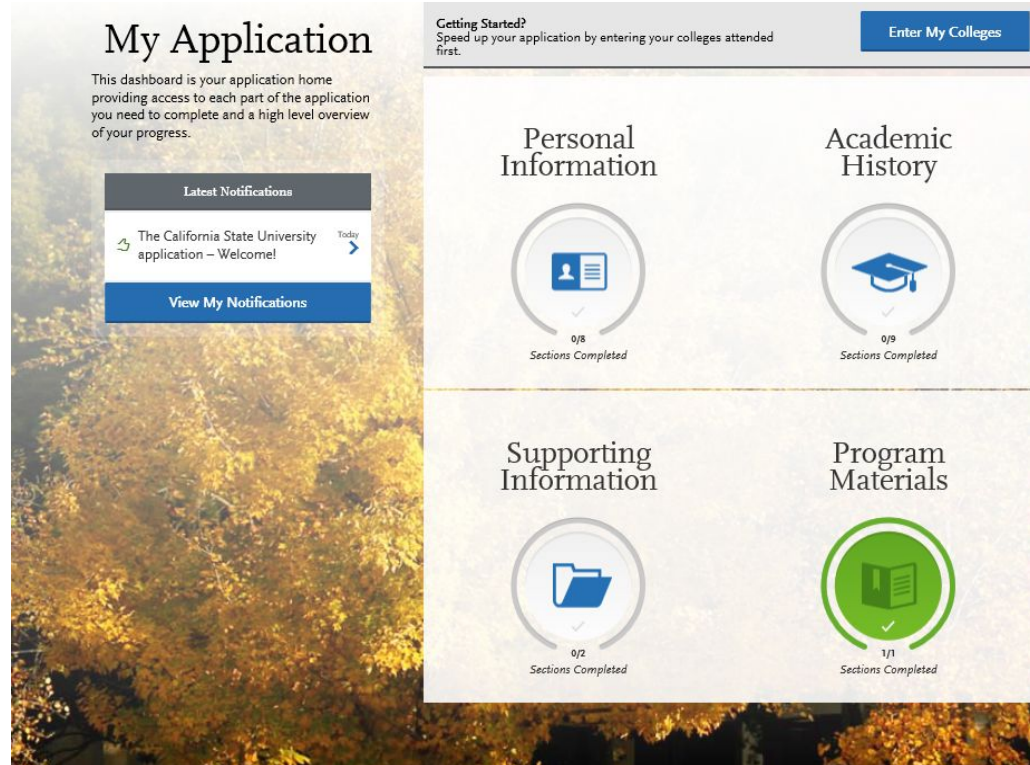 My Application
This dashboard is your application home
providing access to each part of the application
you need to complete and a high level overview
of your progress.
Latest Notifications
The California State University
application – Welcome!
Today
View My Notifications
Getting Started?
Speed up your application by entering your colleges attended
first.
Enter My Colleges
Personal
Information
0/8
Sections Completed
Academic
History
0/9
Sections Completed
Supporting
Information
0/2
Sections Completed
Program
Materials
1/1
Sections Completed